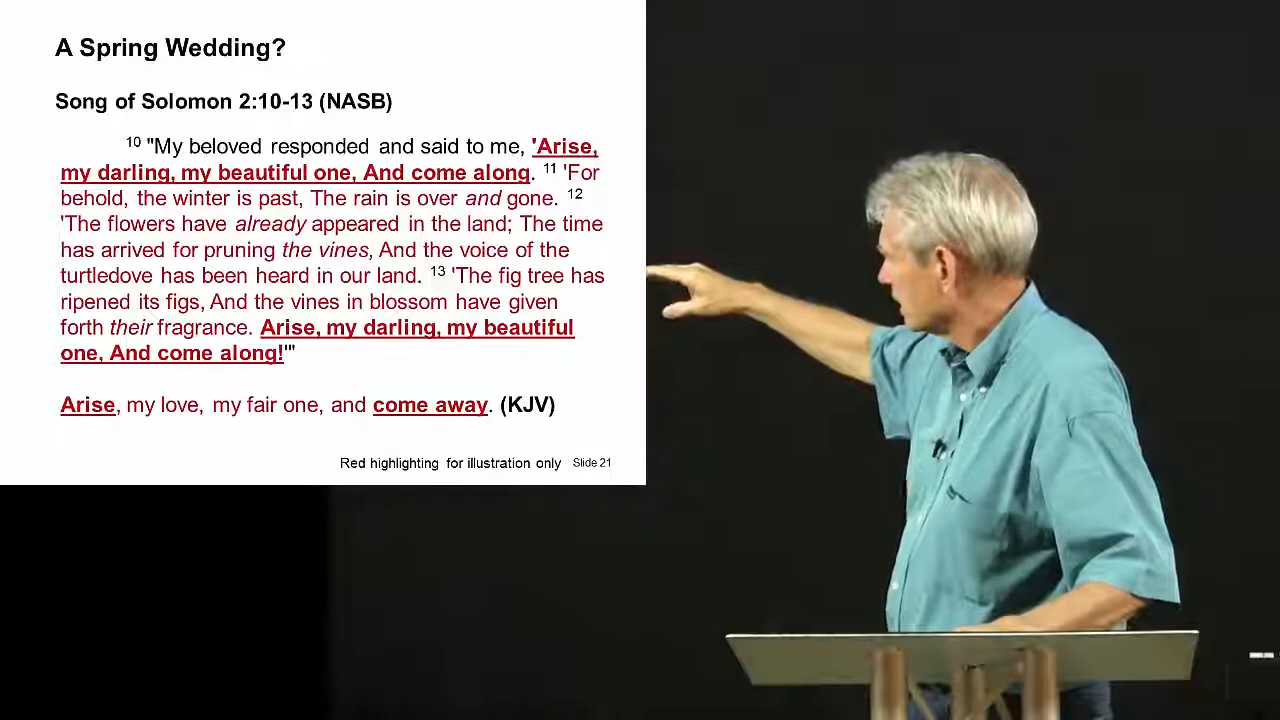 A Spring Wedding?
Song of Solomon 2:10-13 (NASB)
10 "My beloved responded and said to me, 'Arise,
my darling, my beautiful one, And come along. 11 'For
behold, the winter is past, The rain is over and gone. 12
'The flowers have already appeared in the land; The time
has arrived for pruning the vines, And the voice of the
turtledove has been heard in our land. 13 'The fig tree has
ripened its figs, And the vines in blossom have given
forth their fragrance. Arise, my darling, my beautiful
one, And come along!'"
Arise, my love, my fair one, and come away. (KJV)
Red highlighting for illustration only Slide 21